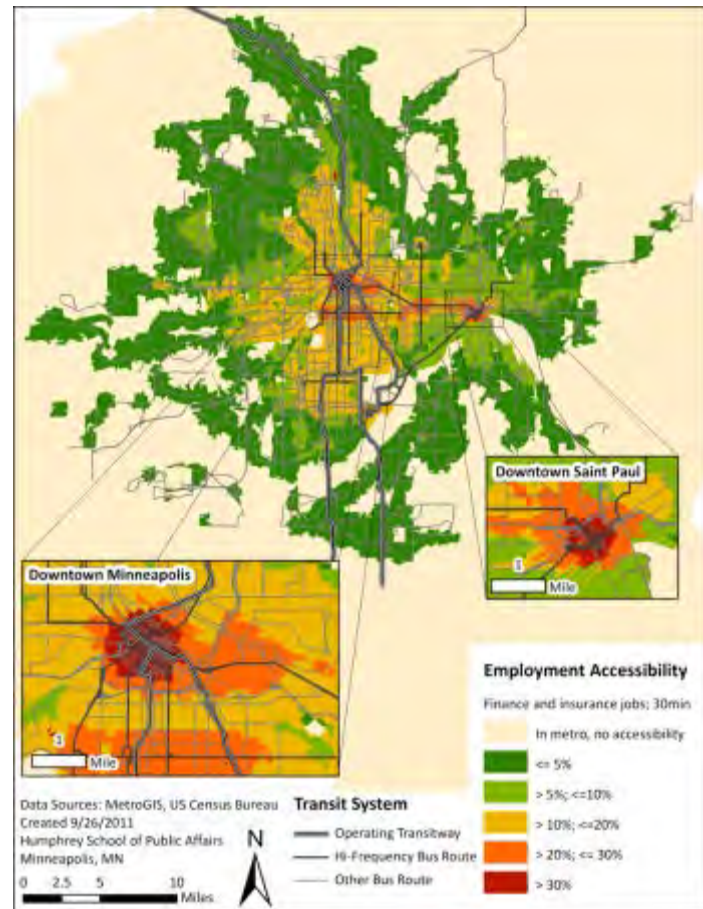 Downtown Saint Paul
1
Mile
Downtown Minneapolis
1
Mile
Employment Accessibility
Finance and insurance jobs; 30min
In metro, no accessibility
<= 5%
> 5%; <=10%
> 10%; <=20%
> 20%; <= 30%
> 30%
Data Sources: MetroGIS, US Census Bureau
Created 9/26/2011
Humphrey School of Public Affairs
Minneapolis, MN
0 2.5 5 10
Miles
N
Transit System
Operating Transitway
Hi-Frequency Bus Route
Other Bus Route